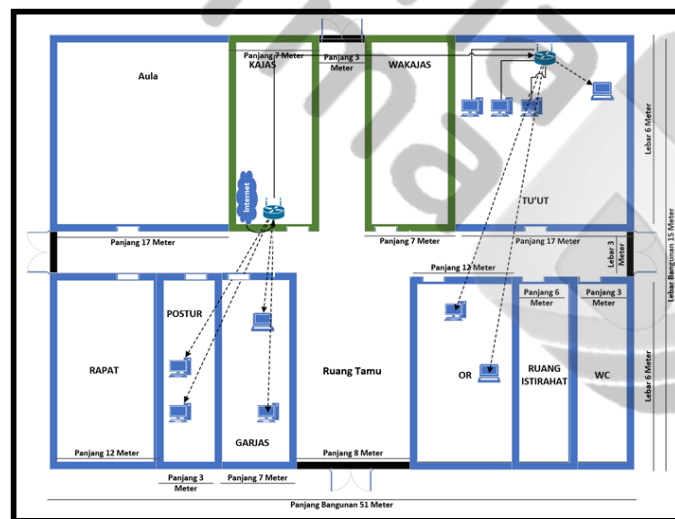 Panjang 7 Meter
KAJAS
Panjang 3
Meter
WAKAJAS
Aula
Internet
TU'UT
Lebar 6 Meter
Lebar Bangunan 15 Meter
Panjang 17 Meter
Panjang 7 Meter
Panjang 17 Meter
Lebar 3
Meter
Panjang 12 Meter
Panjang 6
Meter
Panjang 3
Meter
POSTUR
RAPAT
Ruang Tamu
OR
RUANG
ISTIRAHAT
WC
Lebar 6 Meter
GARJAS
Panjang 12 Meter
Panjang 8 Meter
Panjang 3
Meter
Panjang 7 Meter
Panjang Bangunan 51 Meter